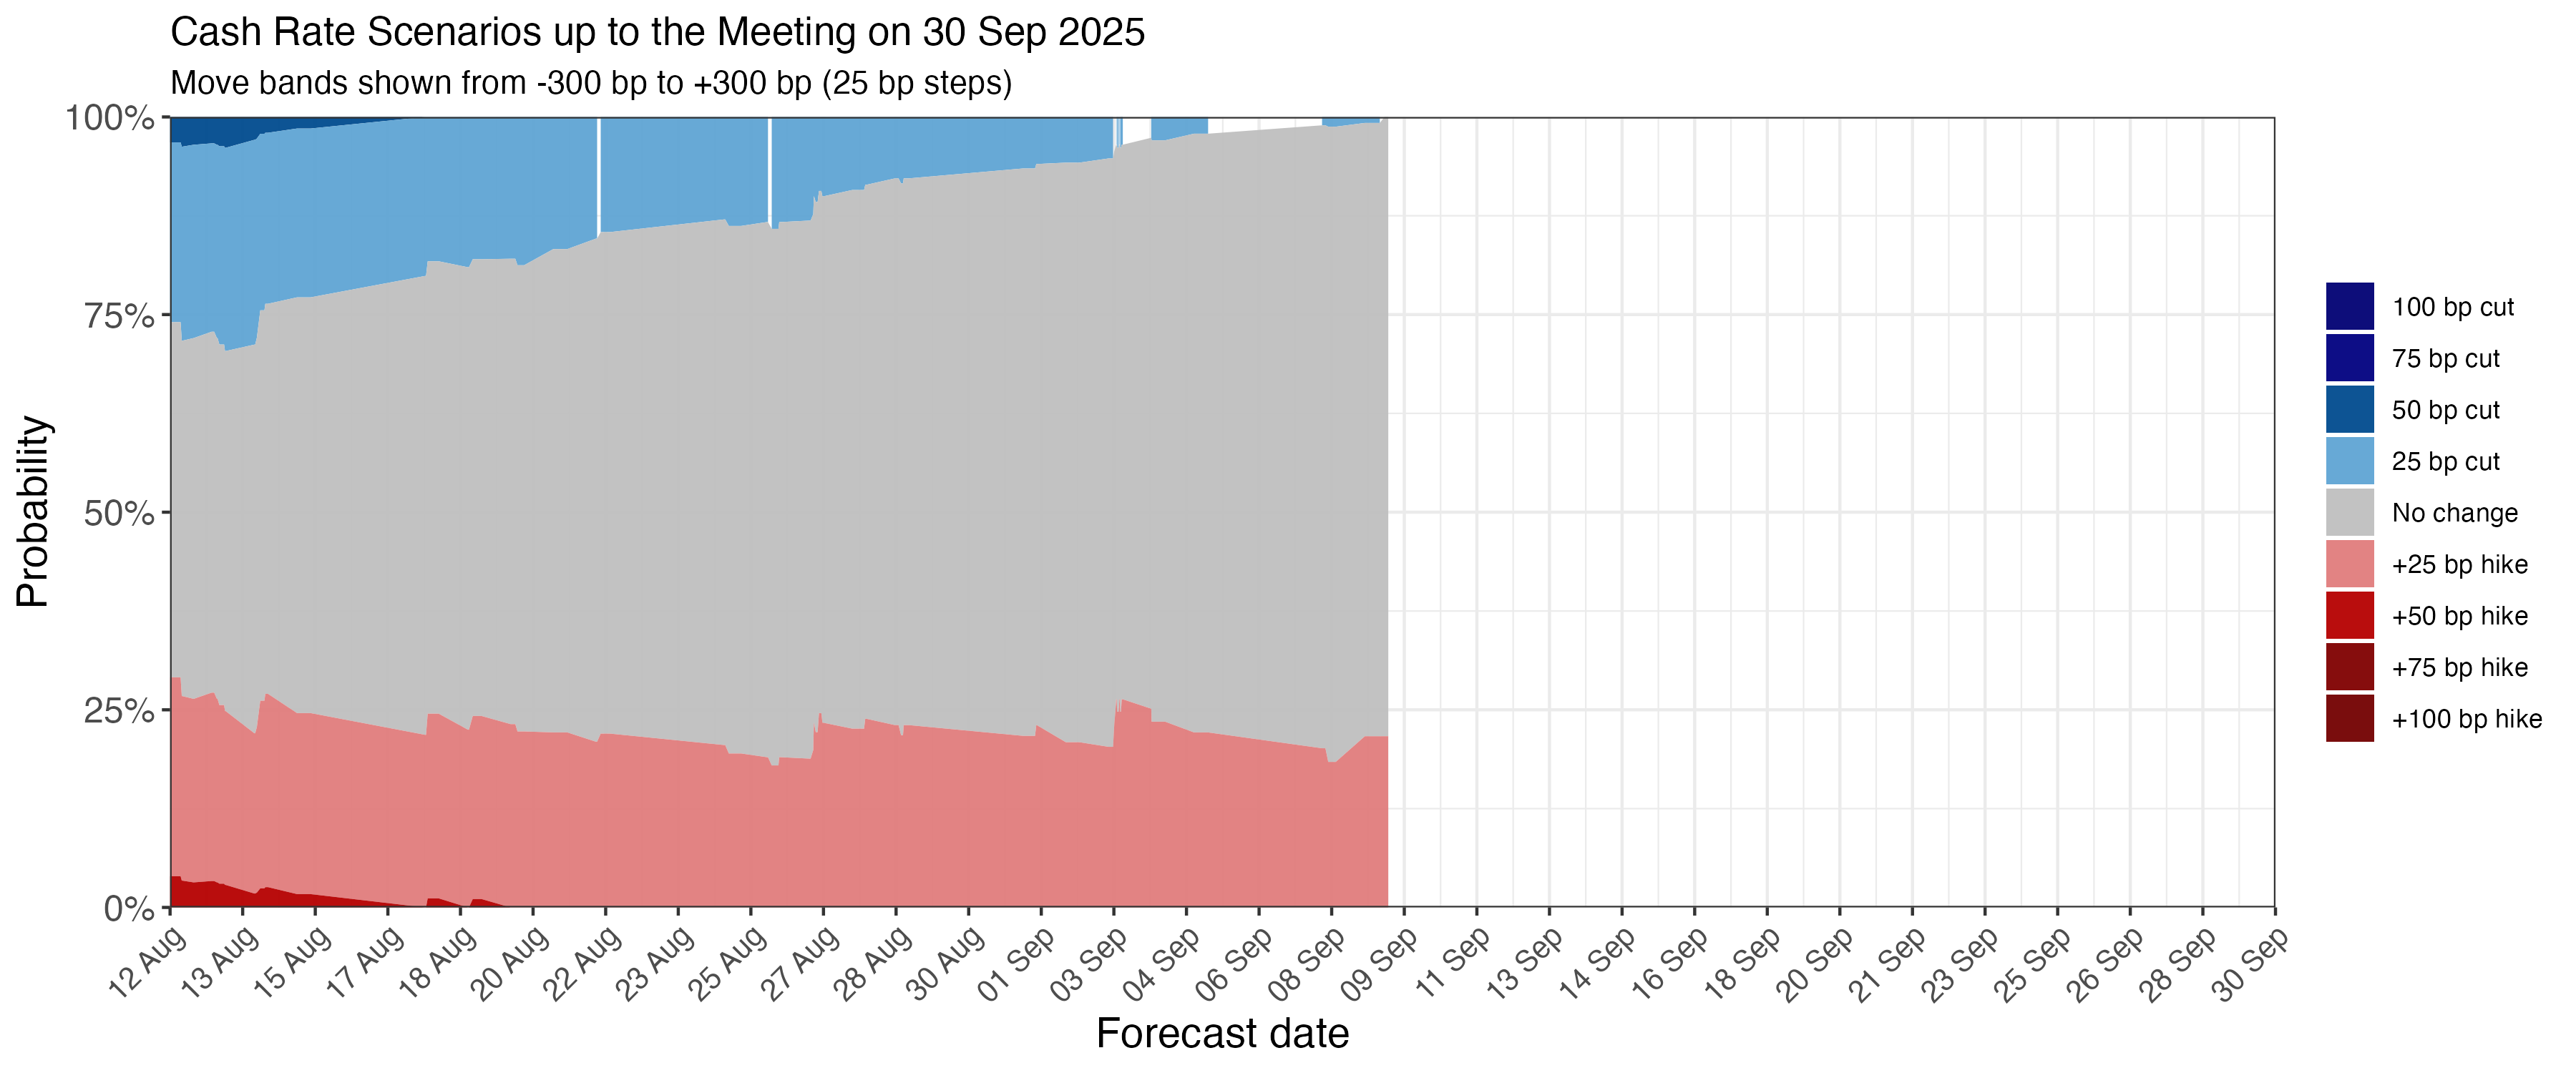 Cash Rate Scenarios up to the Meeting on 30 Sep 2025
Move bands shown from -300 bp to +300 bp (25 bp steps)
Probability
100%
75%
50%
25%
0%
12 Aug
13 Aug
15 Aug
17 Aug
18 Aug
20 Aug
22 Aug
23 Aug
25 Aug
27 Aug
28 Aug
30 Aug
01 Sep
03 Sep
04 Sep
06 Sep
08 Sep
09 Sep
11 Sep
13 Sep
14 Sep
16 Sep
18 Sep
20 Sep
21 Sep
23 Sep
25 Sep
26 Sep
28 Sep
30 Sep
Forecast date
100 bp cut
75 bp cut
50 bp cut
25 bp cut
No change
+25 bp hike
+50 bp hike
+75 bp hike
+100 bp hike